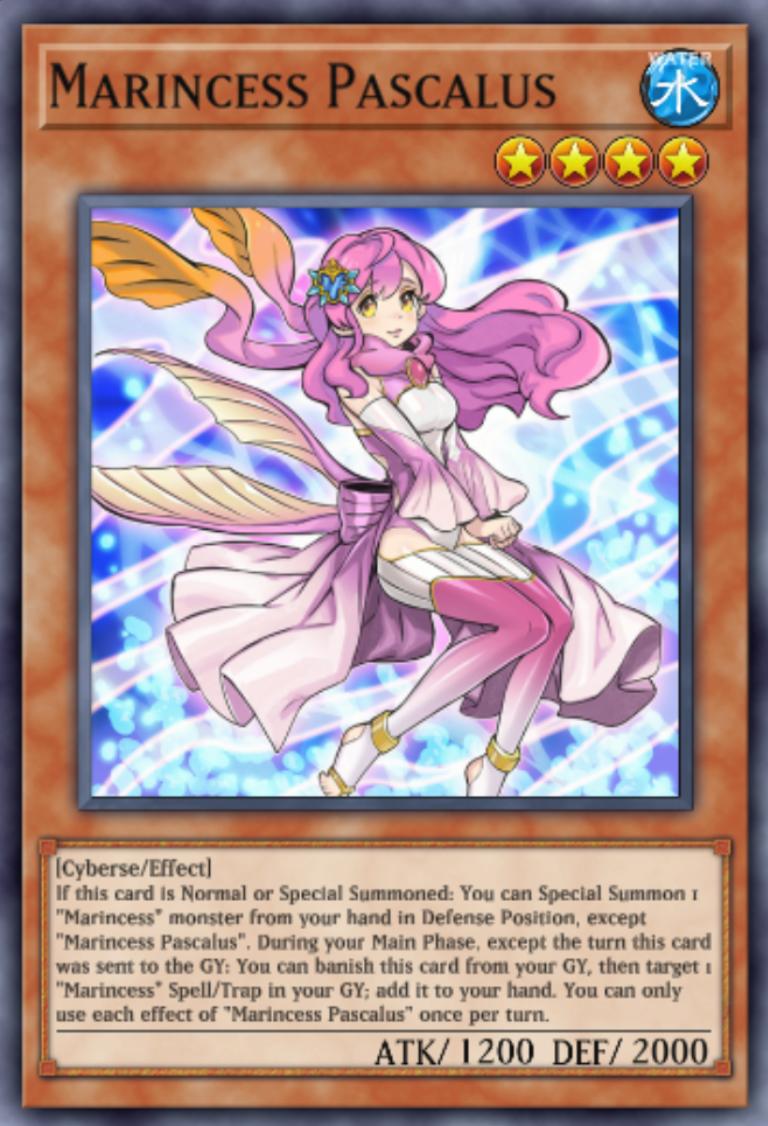 MARINCESS PASCALUS
WATER
水
[Cyberse/Effect]
If this card is Normal or Special Summoned: You can Special Summon 1
"Marincess" monster from your hand in Defense Position, except
"Marincess Pascalus". During your Main Phase, except the turn this card
was sent to the GY: You can banish this card from your GY, then target 1
"Marincess" Spell/Trap in your GY; add it to your hand. You can only
use each effect of "Marincess Pascalus" once per turn.
ATK/ 1200 DEF/ 2000